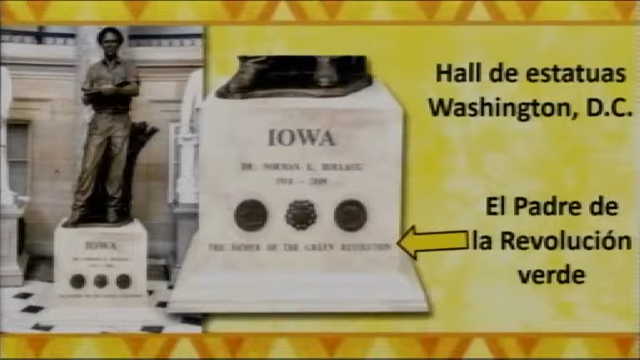 Hall de estatuas
Washington, D.C.
IOWA
DR. NORMAN E. BORLAUG
1914 - 2009
THE FATHER OF THE GREEN REVOLUTION
El Padre de
la Revolución
verde
IOWA